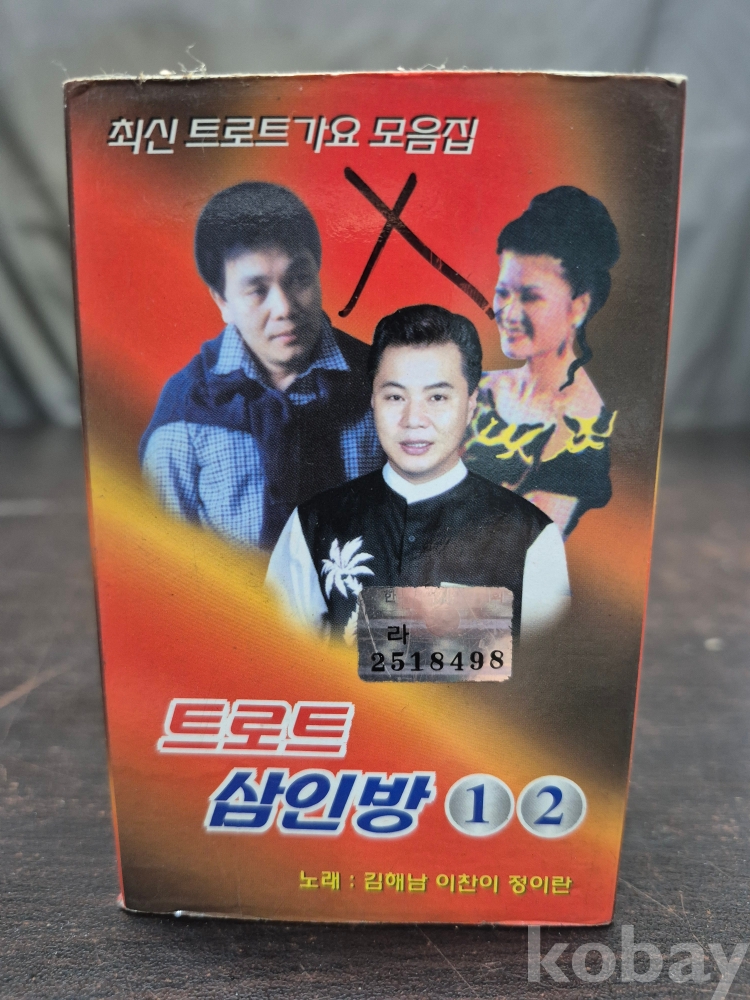 최신 트로트가요 모음집
라
2518498
트로트
삼인방 1 2
노래 : 김해남 이찬이 정이란
kobay